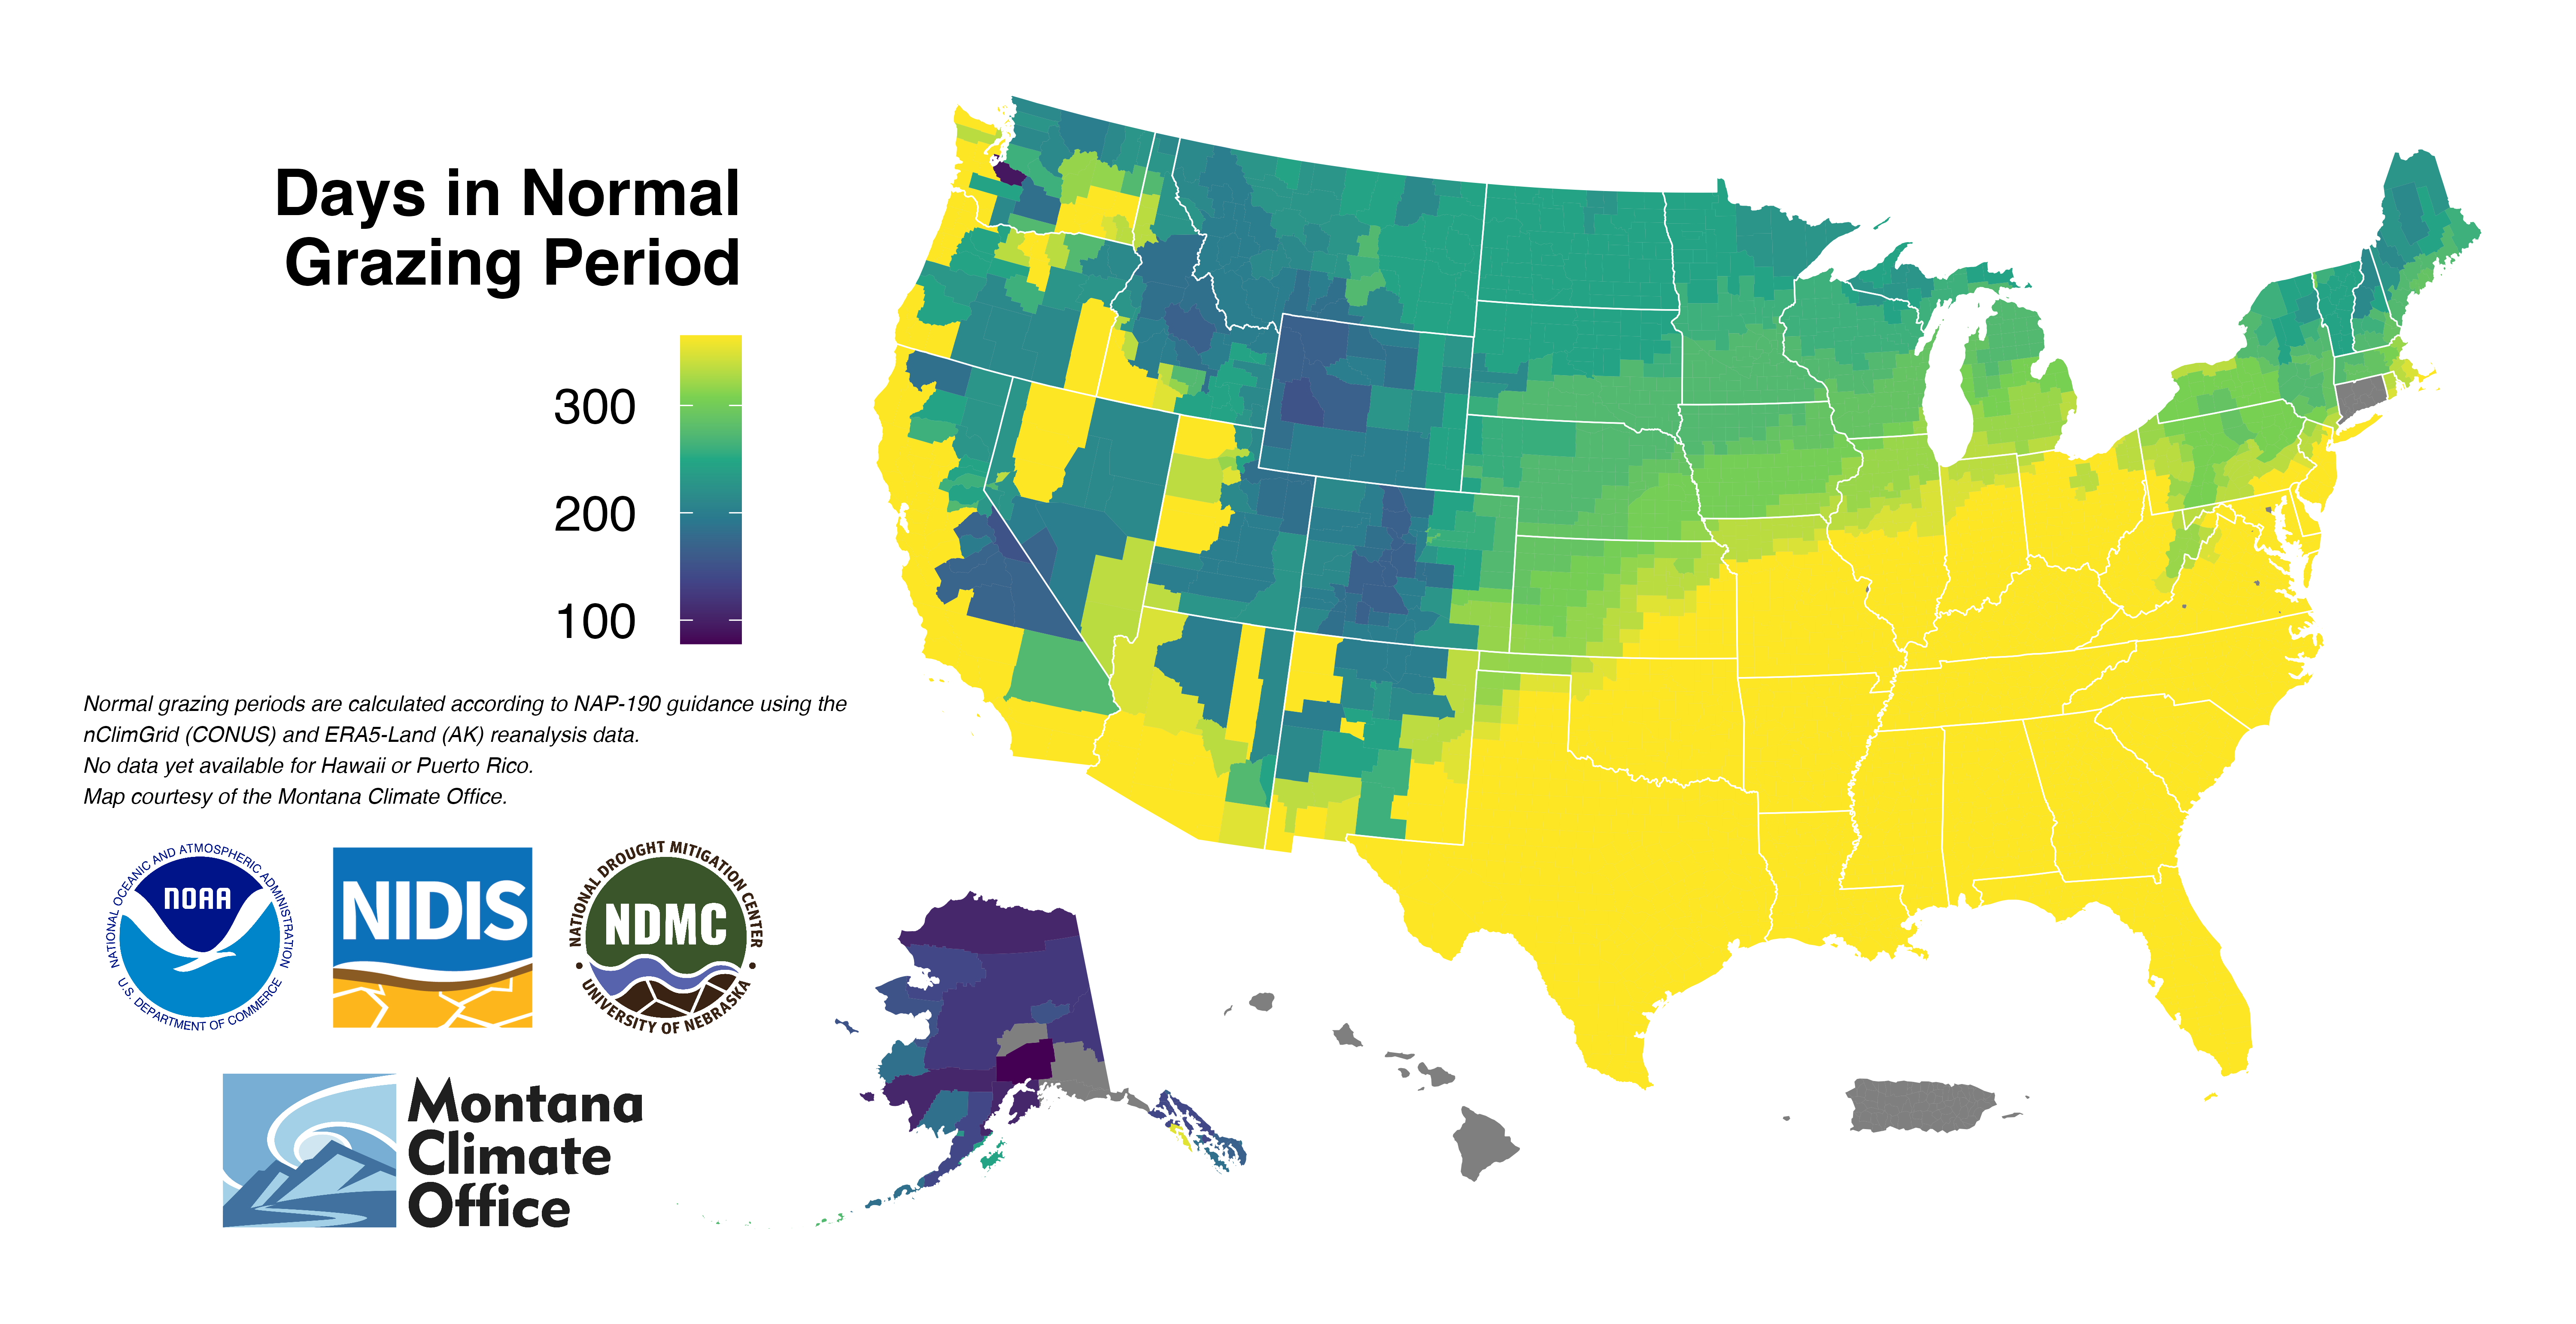 Days in Normal
Grazing Period
300
200
100
Normal grazing periods are calculated according to NAP-190 guidance using the
nClimGrid (CONUS) and ERA5-Land (AK) reanalysis data.
No data yet available for Hawaii or Puerto Rico.
Map courtesy of the Montana Climate Office.
NATIONAL OCEANIC AND ATMOSPHERIC ADMINISTRATION
NOAA
U.S. DEPARTMENT OF COMMERCE
NIDIS
NATIONAL DROUGHT MITIGATION CENTER
NDMC
UNIVERSITY OF NEBRASKA
Montana
Climate
Office